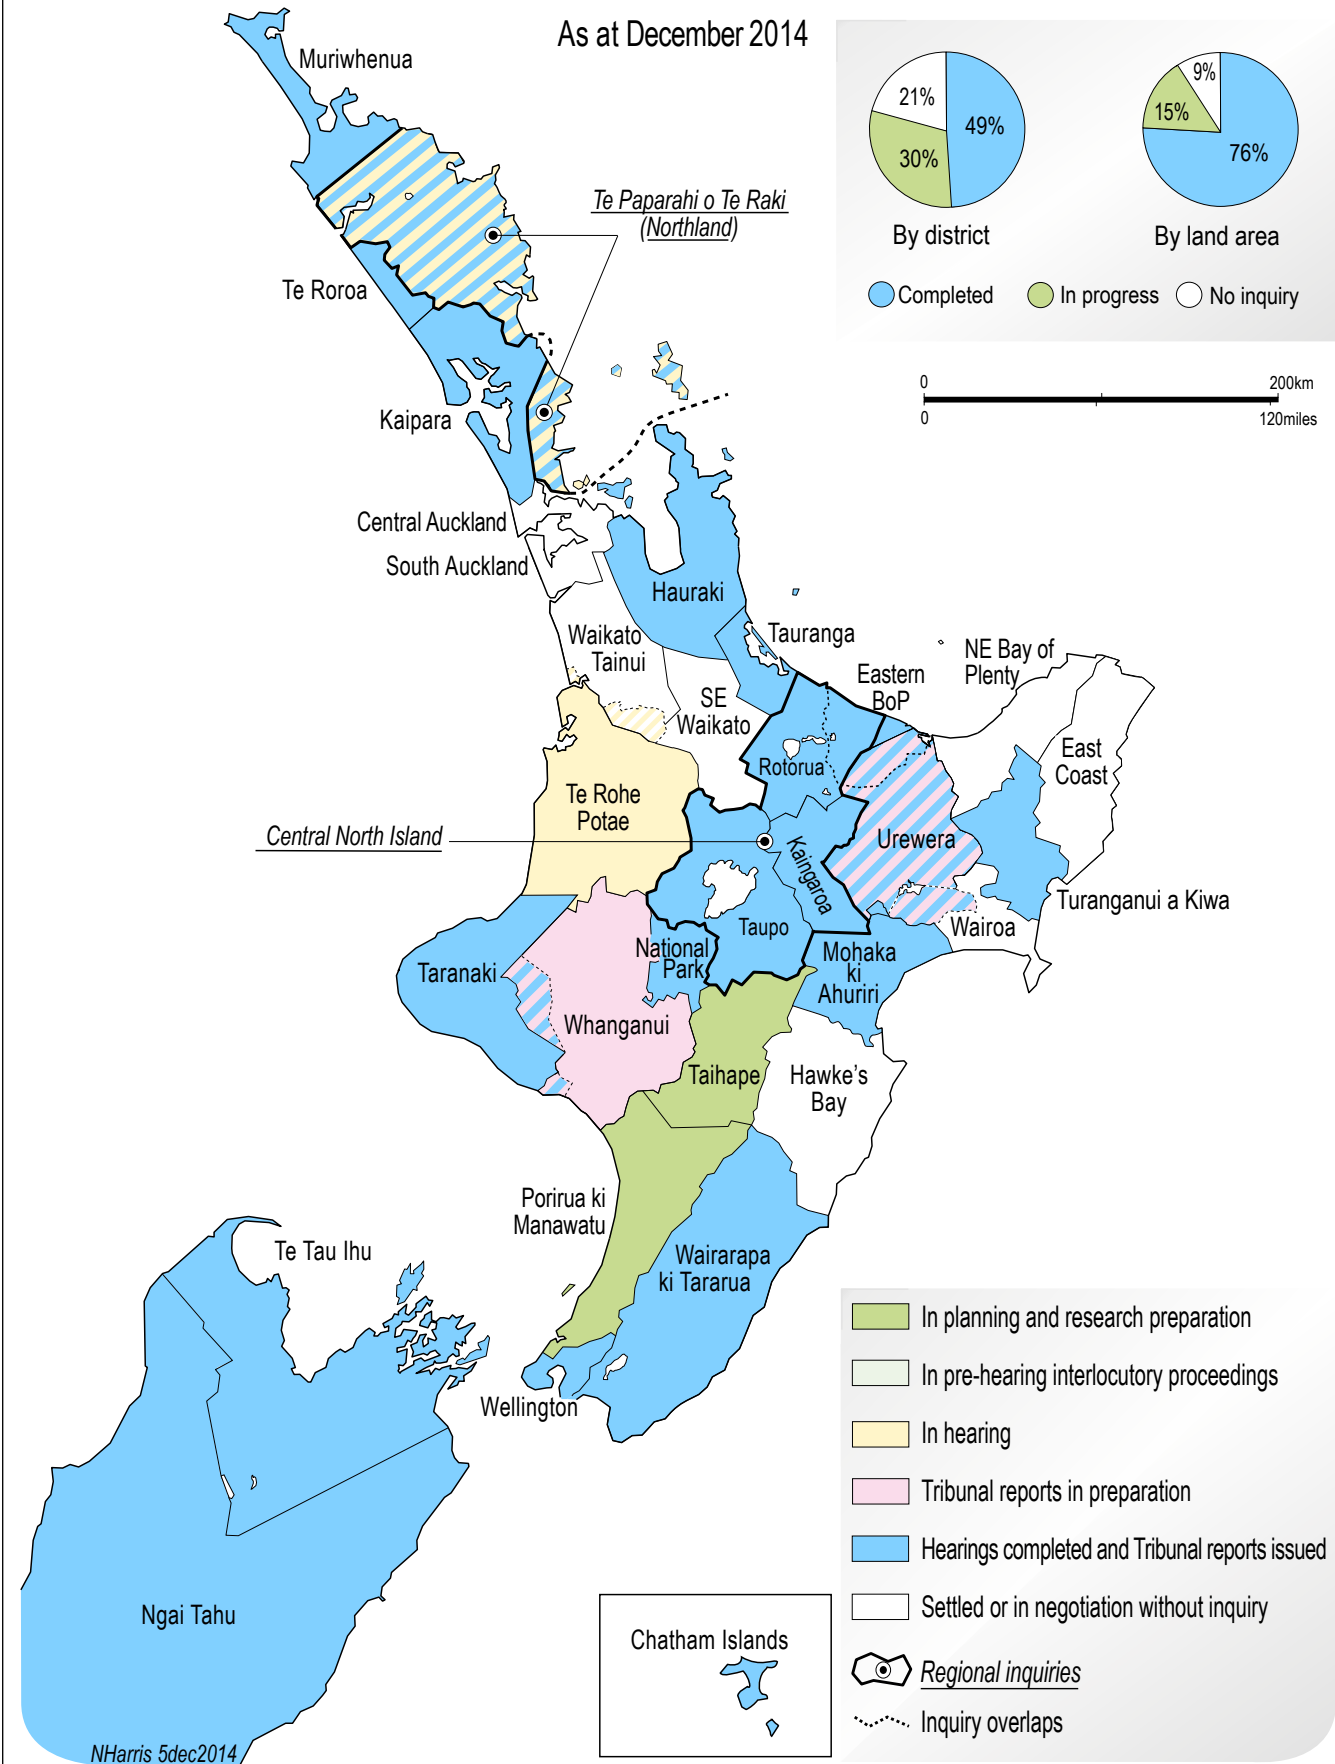 As at December 2014
21%
49%
30%
By district
9%
15%
76%
By land area
Completed
In progress
No inquiry
0
200km
0
120miles
Muriwhenua
Te Paparahi o Te Raki
(Northland)
Te Roroa
Kaipara
Central Auckland
South Auckland
Hauraki
Waikato
Tainui
Tauranga
SE
Waikato
Eastern
BoP
NE Bay of
Plenty
East
Coast
Rotorua
Te Rohe
Potae
Central North Island
Kaingaroa
Urewera
Turanganui a Kiwa
Wairoa
Taupo
National
Park
Mohaka
ki
Ahuriri
Taranaki
Whanganui
Taihape
Hawke's
Bay
Porirua ki
Manawatu
Wairarapa
ki Tararua
Te Tau Ihu
Wellington
Ngai Tahu
Chatham Islands
In planning and research preparation
In pre-hearing interlocutory proceedings
In hearing
Tribunal reports in preparation
Hearings completed and Tribunal reports issued
Settled or in negotiation without inquiry
Regional inquiries
Inquiry overlaps
NHarris 5dec2014